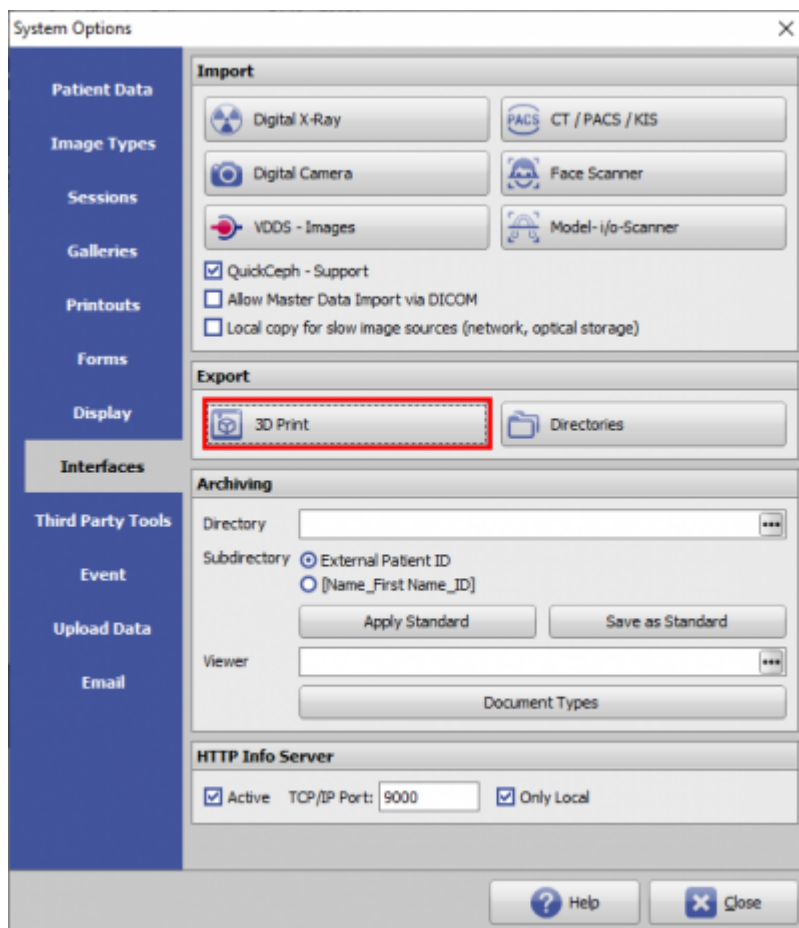 System Options
Patient Data
Image Types
Sessions
Galleries
Printouts
Forms
Display
Interfaces
Third Party Tools
Event
Upload Data
Email
Import
Digital X-Ray
PACS CT / PACS / KIS
Digital Camera
Face Scanner
VDDS - Images
Model- i/o-Scanner
QuickCeph - Support
Allow Master Data Import via DICOM
Local copy for slow image sources (network, optical storage)
Export
3D Print
Directories
Archiving
Directory
Subdirectory External Patient ID
[Name_First Name_ID]
Apply Standard Save as Standard
Viewer
Document Types
HTTP Info Server
Active TCP/IP Port: 9000 Only Local
Help Close